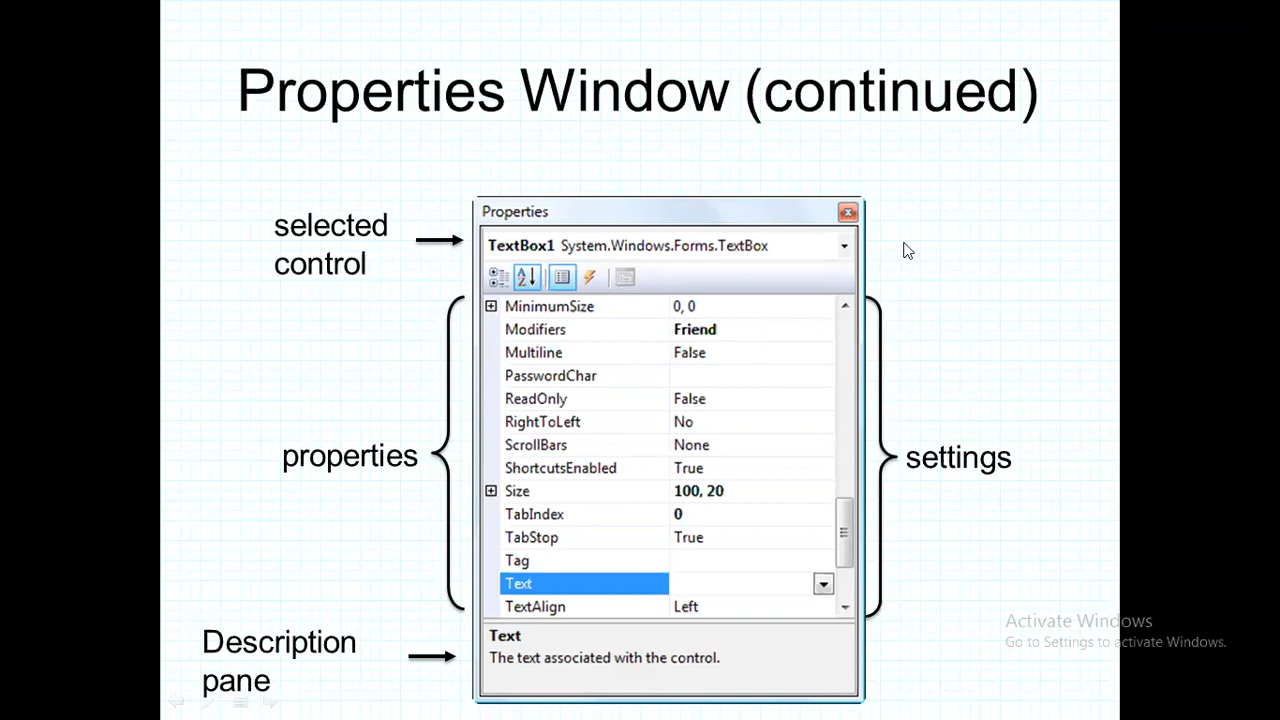 Properties Window (continued)
selected
control
Properties
TextBox1 System.Windows.Forms.TextBox
MinimumSize 0, 0
Modifiers Friend
Multiline False
PasswordChar
ReadOnly False
RightToLeft No
ScrollBars None
ShortcutsEnabled True
Size 100, 20
TabIndex 0
TabStop True
Tag
Text
TextAlign Left
properties
settings
Text
The text associated with the control.
Description
pane
Activate Windows
Go to Settings to activate Windows.